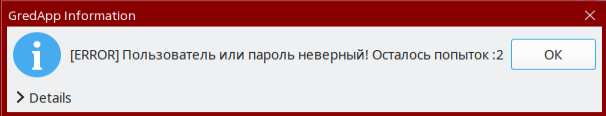 GredApp Information
[ERROR] Пользователь или пароль неверный! Осталось попыток :2
OK
Details